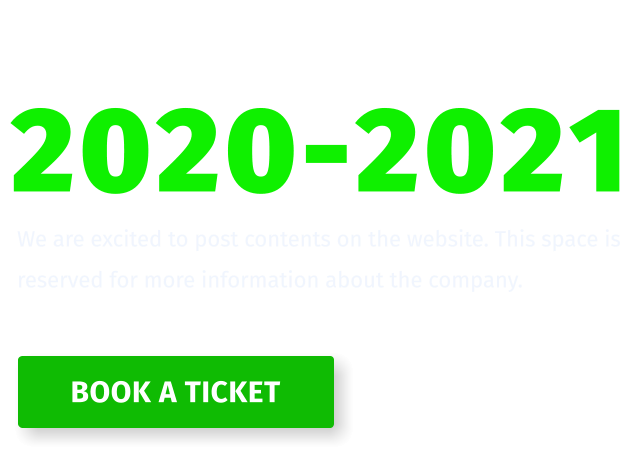 2020-2021
We are excited to post contents on the website. This space is
reserved for more information about the company.
BOOK A TICKET